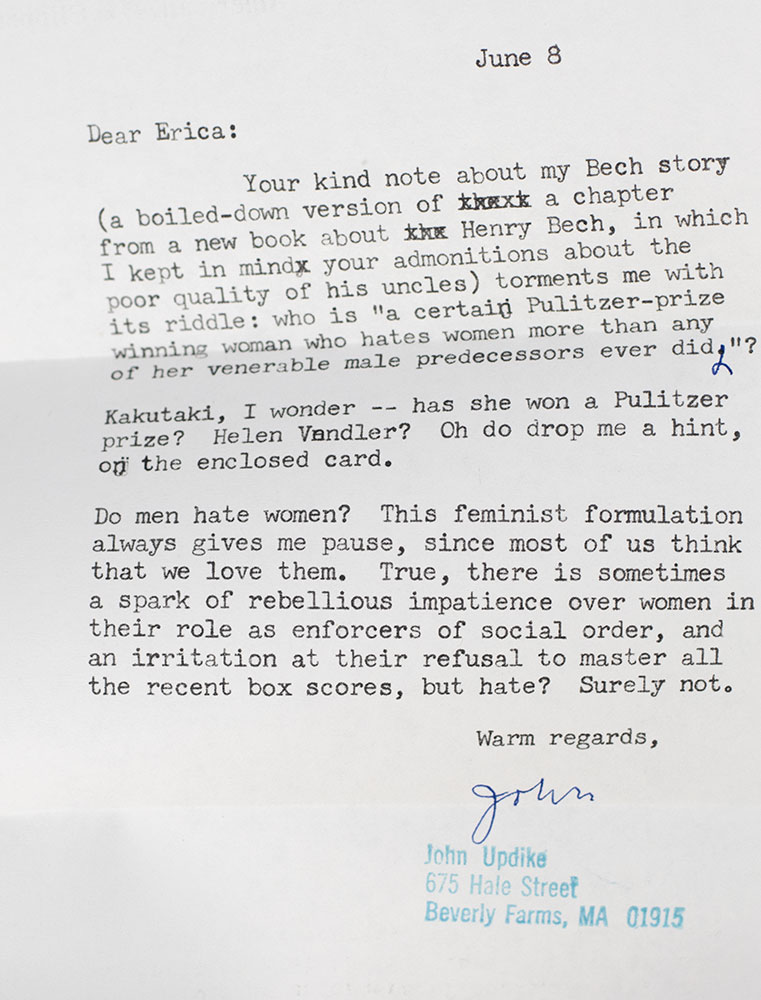 June 8
Dear Erica:
Your kind note about my Bech story
(a boiled-down version of a chapter
from a new book about Henry Bech, in which
I kept in mind your admonitions about the
poor quality of his uncles) torments me with
its riddle: who is "a certain Pulitzer-prize
winning woman who hates women more than any
of her venerable male predecessors ever did,"?
Kakutaki, I wonder -- has she won a Pulitzer
prize? Helen Vendler? Oh do drop me a hint,
on the enclosed card.
Do men hate women? This feminist formulation
always gives me pause, since most of us think
that we love them. True, there is sometimes
a spark of rebellious impatience over women in
their role as enforcers of social order, and
an irritation at their refusal to master all
the recent box scores, but hate? Surely not.
Warm regards,
John
John Updike
675 Hale Street
Beverly Farms, MA 01915